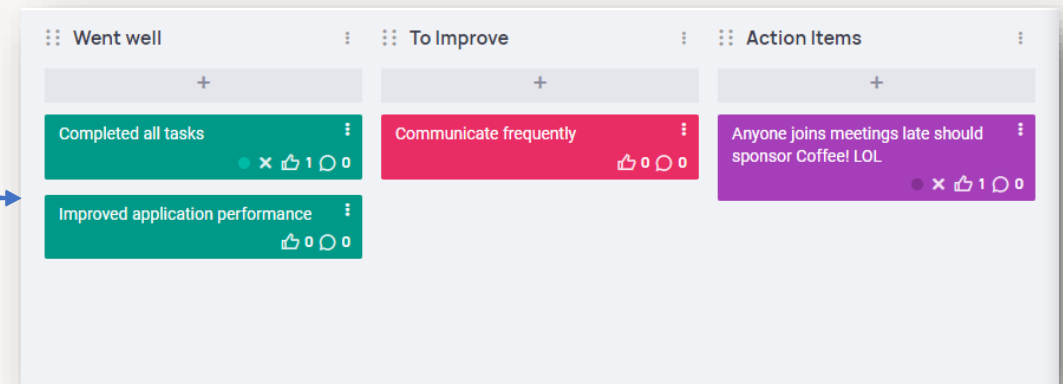 Went well
To Improve
Action Items
+
+
+
Completed all tasks
1 0
Improved application performance
0 0
Communicate frequently
0 0
Anyone joins meetings late should
sponsor Coffee! LOL
1 0